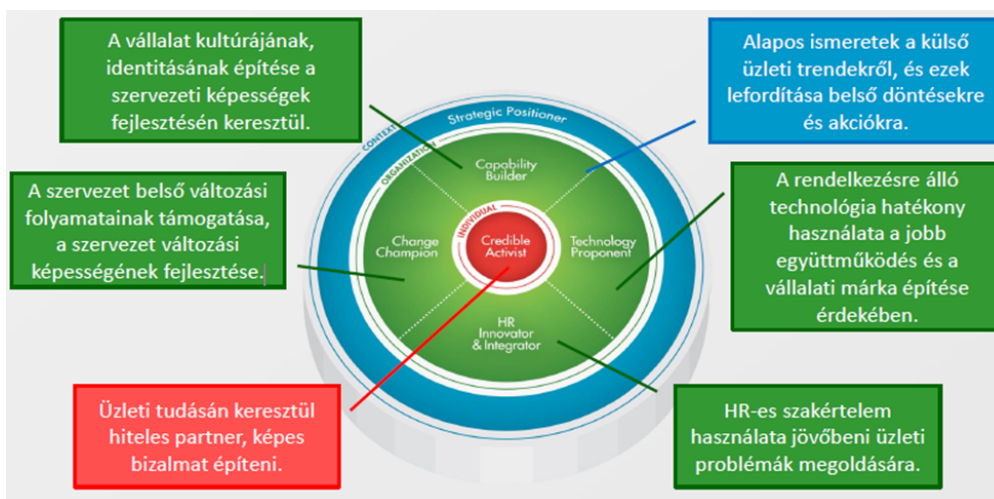 A vállalat kultúrájának,
identitásának építése a
szervezeti képességek
fejlesztésén keresztül.
Alapos ismeretek a külső
üzleti trendekről, és ezek
lefordítása belső döntésekre
és akciókra.
A szervezet belső változási
folyamatainak támogatása,
a szervezet változási
képességének fejlesztése.
A rendelkezésre álló
technológia hatékony
használata a jobb
együttműködés és a
vállalati márka építése
érdekében.
CONTEXT
Strategic Positioner
ORGANIZATION
Capability
Builder
INDIVIDUAL
Change
Champion
Credible
Activist
Technology
Proponent
HR
Innovator
& Integrator
Üzleti tudásán keresztül
hiteles partner, képes
bizalmat építeni.
HR-es szakértelem
használata jövőbeni üzleti
problémák megoldására.